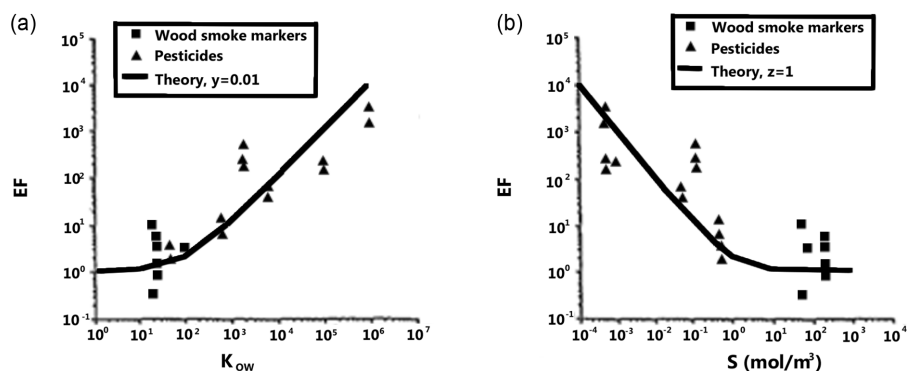 (a)
Wood smoke markers
Pesticides
Theory, y=0.01
EF
10⁵
10⁴
10³
10²
10¹
10⁰
10⁻¹
10⁰ 10¹ 10² 10³ 10⁴ 10⁵ 10⁶ 10⁷
K_OW
(b)
Wood smoke markers
Pesticides
Theory, z=1
EF
10⁵
10⁴
10³
10²
10¹
10⁰
10⁻¹
10⁻⁴ 10⁻³ 10⁻² 10⁻¹ 10⁰ 10¹ 10² 10³ 10⁴
S (mol/m³)